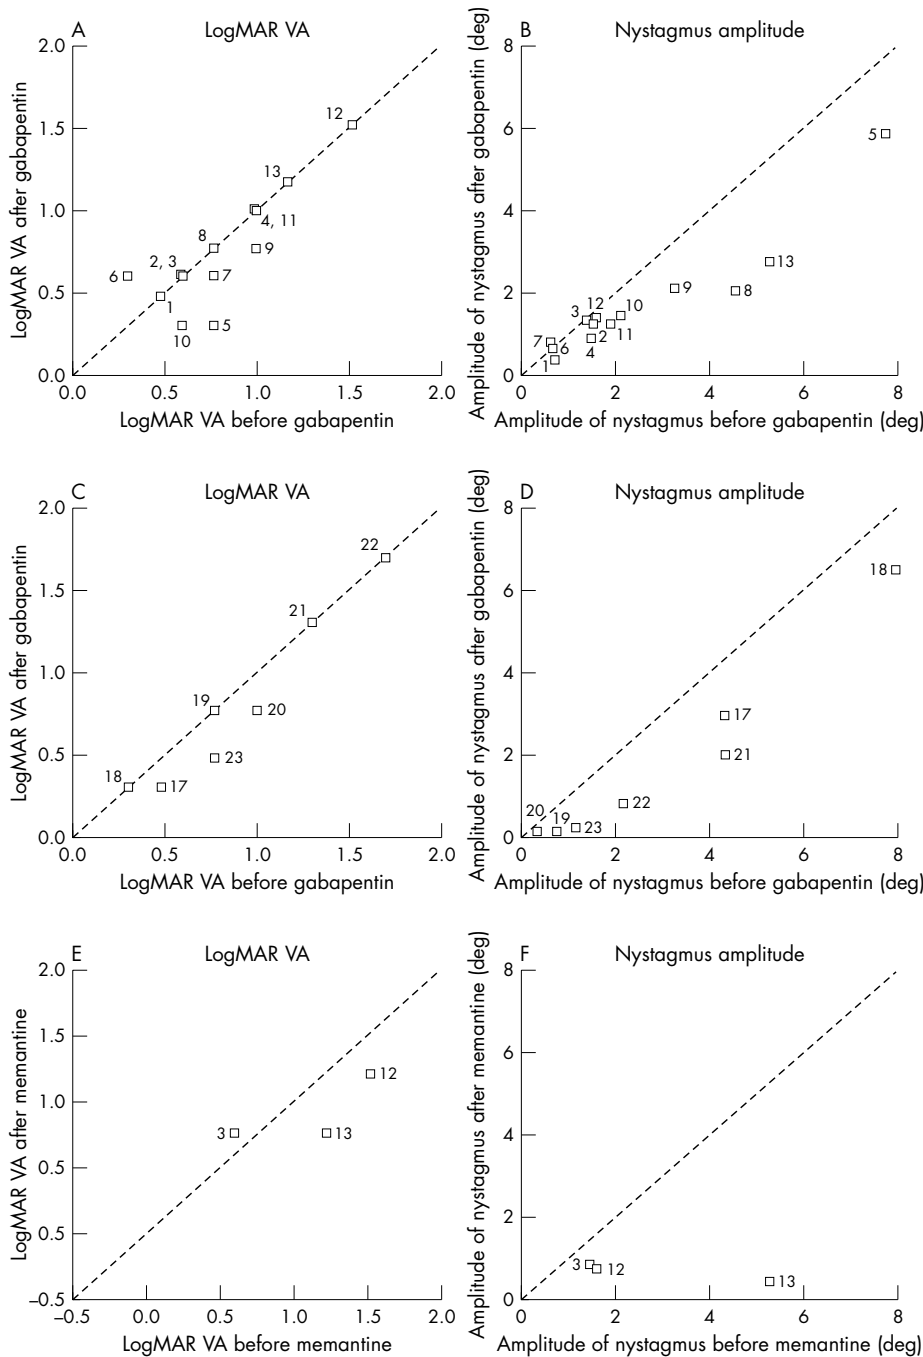 A
LogMAR VA
LogMAR VA after gabapentin
2.0
1.5
1.0
0.5
0.0
12
13
4, 11
8
9
2, 3
6
7
1
10
5
0.0 0.5 1.0 1.5 2.0
LogMAR VA before gabapentin
B
Nystagmus amplitude
Amplitude of nystagmus after gabapentin (deg)
8
6
4
2
0
5
13
9
8
12
3
10
7
6
2
11
4
1
0 2 4 6 8
Amplitude of nystagmus before gabapentin (deg)
C
LogMAR VA
LogMAR VA after gabapentin
2.0
1.5
1.0
0.5
0.0
22
21
19
20
23
18
17
0.0 0.5 1.0 1.5 2.0
LogMAR VA before gabapentin
D
Nystagmus amplitude
Amplitude of nystagmus after gabapentin (deg)
8
6
4
2
0
18
17
21
22
20
19
23
0 2 4 6 8
Amplitude of nystagmus before gabapentin (deg)
E
LogMAR VA
LogMAR VA after memantine
2.0
1.5
1.0
0.5
0.5
–0.5
12
3
13
–0.5 0.0 0.5 1.0 1.5 2.0
LogMAR VA before memantine
F
Nystagmus amplitude
Amplitude of nystagmus after memantine (deg)
8
6
4
2
0
3
12
13
0 2 4 6 8
Amplitude of nystagmus before memantine (deg)